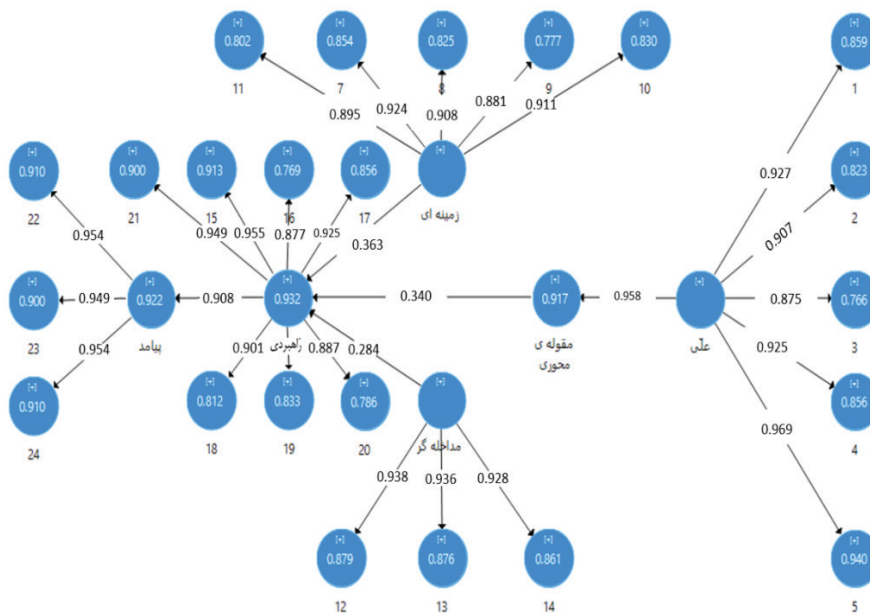 [+] [+] [+] [+] [+] [+]
0.802 0.854 0.825 0.777 0.830 0.859
11 7 8 9 10 1
0.895 0.924 0.908 0.881 0.911
0.927
[+] [+] [+] [+] [+] [+] [+]
0.910 0.900 0.913 0.769 0.856 0.823
22 21 15 16 17 زمینه ای 2
0.954 0.949 0.955 0.877 0.925 0.363 0.907
[+] [+] [+] [+] [+] [+]
0.900 0.949 0.922 0.908 0.932 0.340 0.917 0.958 0.875 0.766
23 پیامد راهبردی مقوله ی علّی 3
محوری
0.954 0.901 0.887 0.284 0.925
[+] [+] [+] [+] [+] [+]
0.910 0.812 0.833 0.786 0.856
24 18 19 20 مداخله گر 4
0.969
0.938 0.936 0.928
[+] [+] [+] [+]
0.879 0.876 0.861 0.940
12 13 14 5